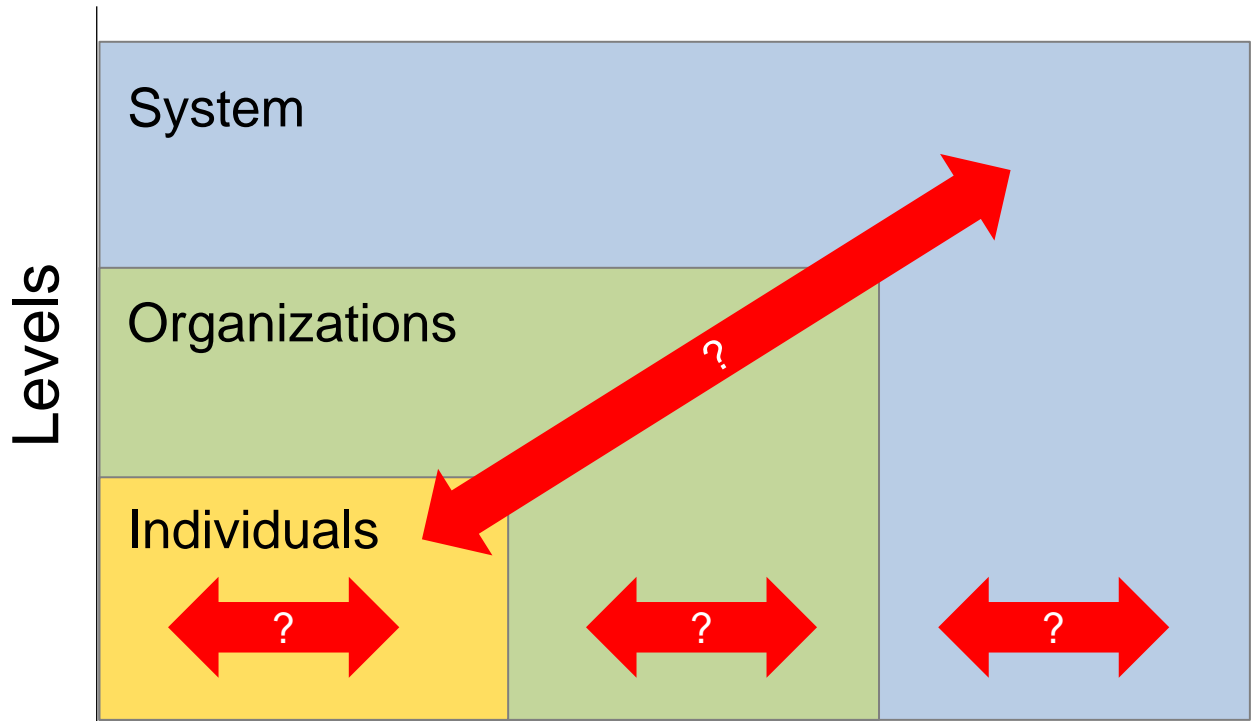 System
Levels
Organizations
?
Individuals
?
?
?